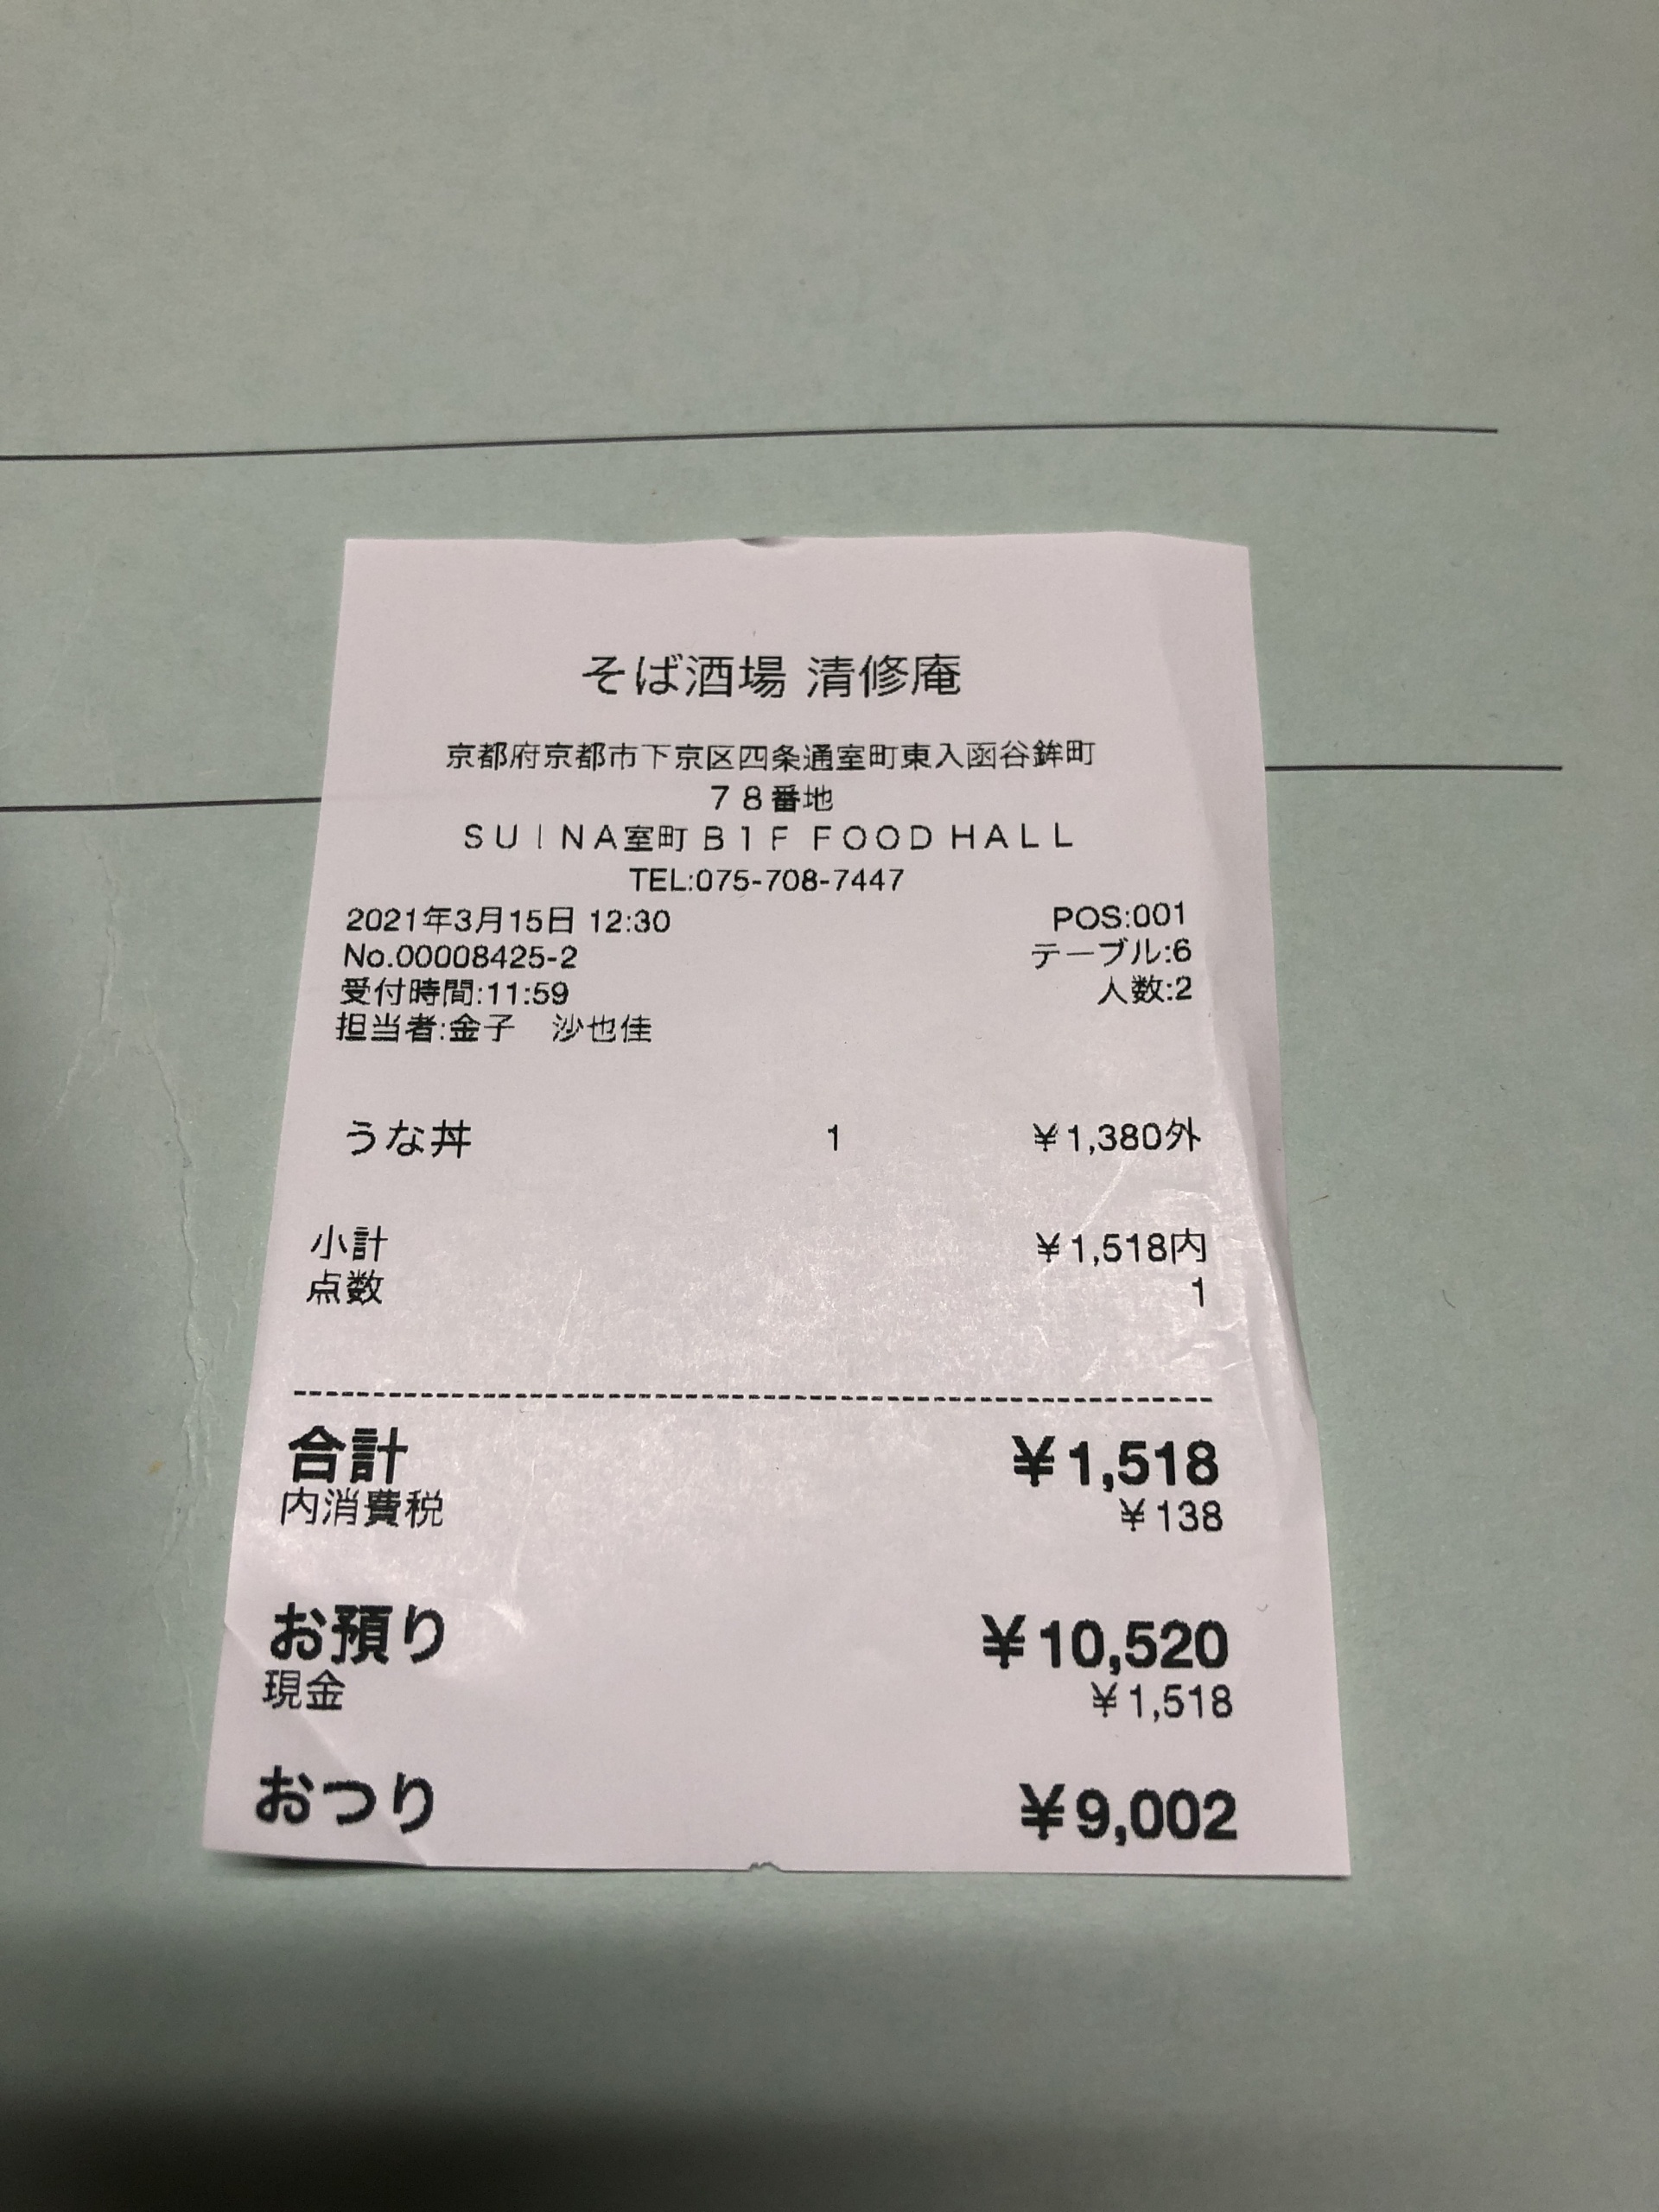 そば酒場 清修庵
京都府京都市下京区四条通室町東入函谷鉾町
７８番地
ＳＵＩＮＡ室町Ｂ１Ｆ ＦＯＯＤ ＨＡＬＬ
TEL:075-708-7447
2021年3月15日 12:30 POS:001
No.00008425-2 テーブル:6
受付時間:11:59 人数:2
担当者:金子　沙也佳
うな丼 1 ¥1,380外
小計 ¥1,518内
点数 1
--------------------------------
合計 ¥1,518
内消費税 ¥138
お預り ¥10,520
現金 ¥1,518
おつり ¥9,002